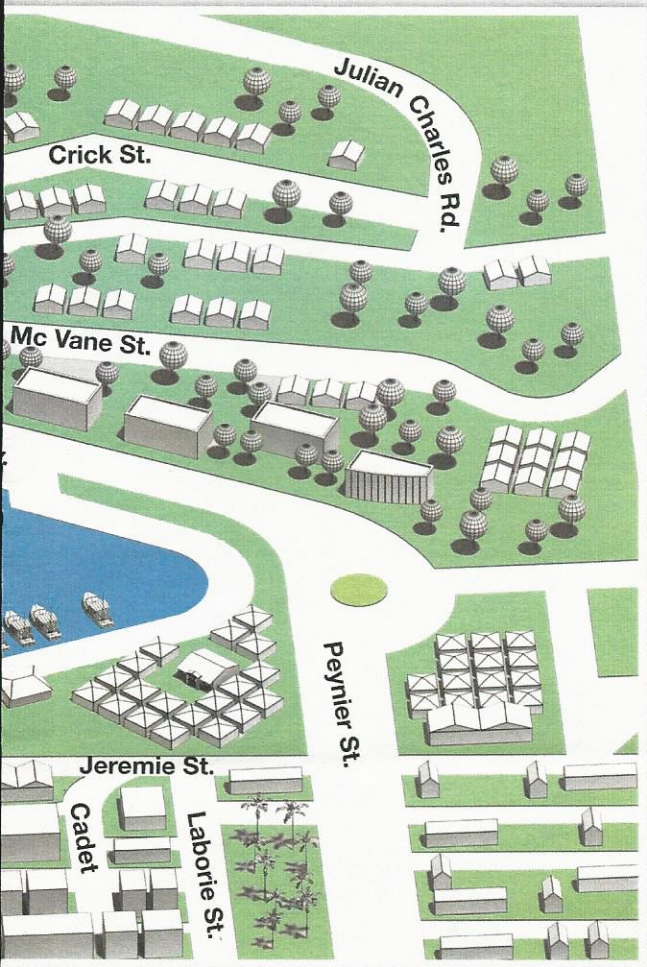 Julian Charles Rd.
Crick St.
Mc Vane St.
Peynier St.
Jeremie St.
Cadet
Laborie St.